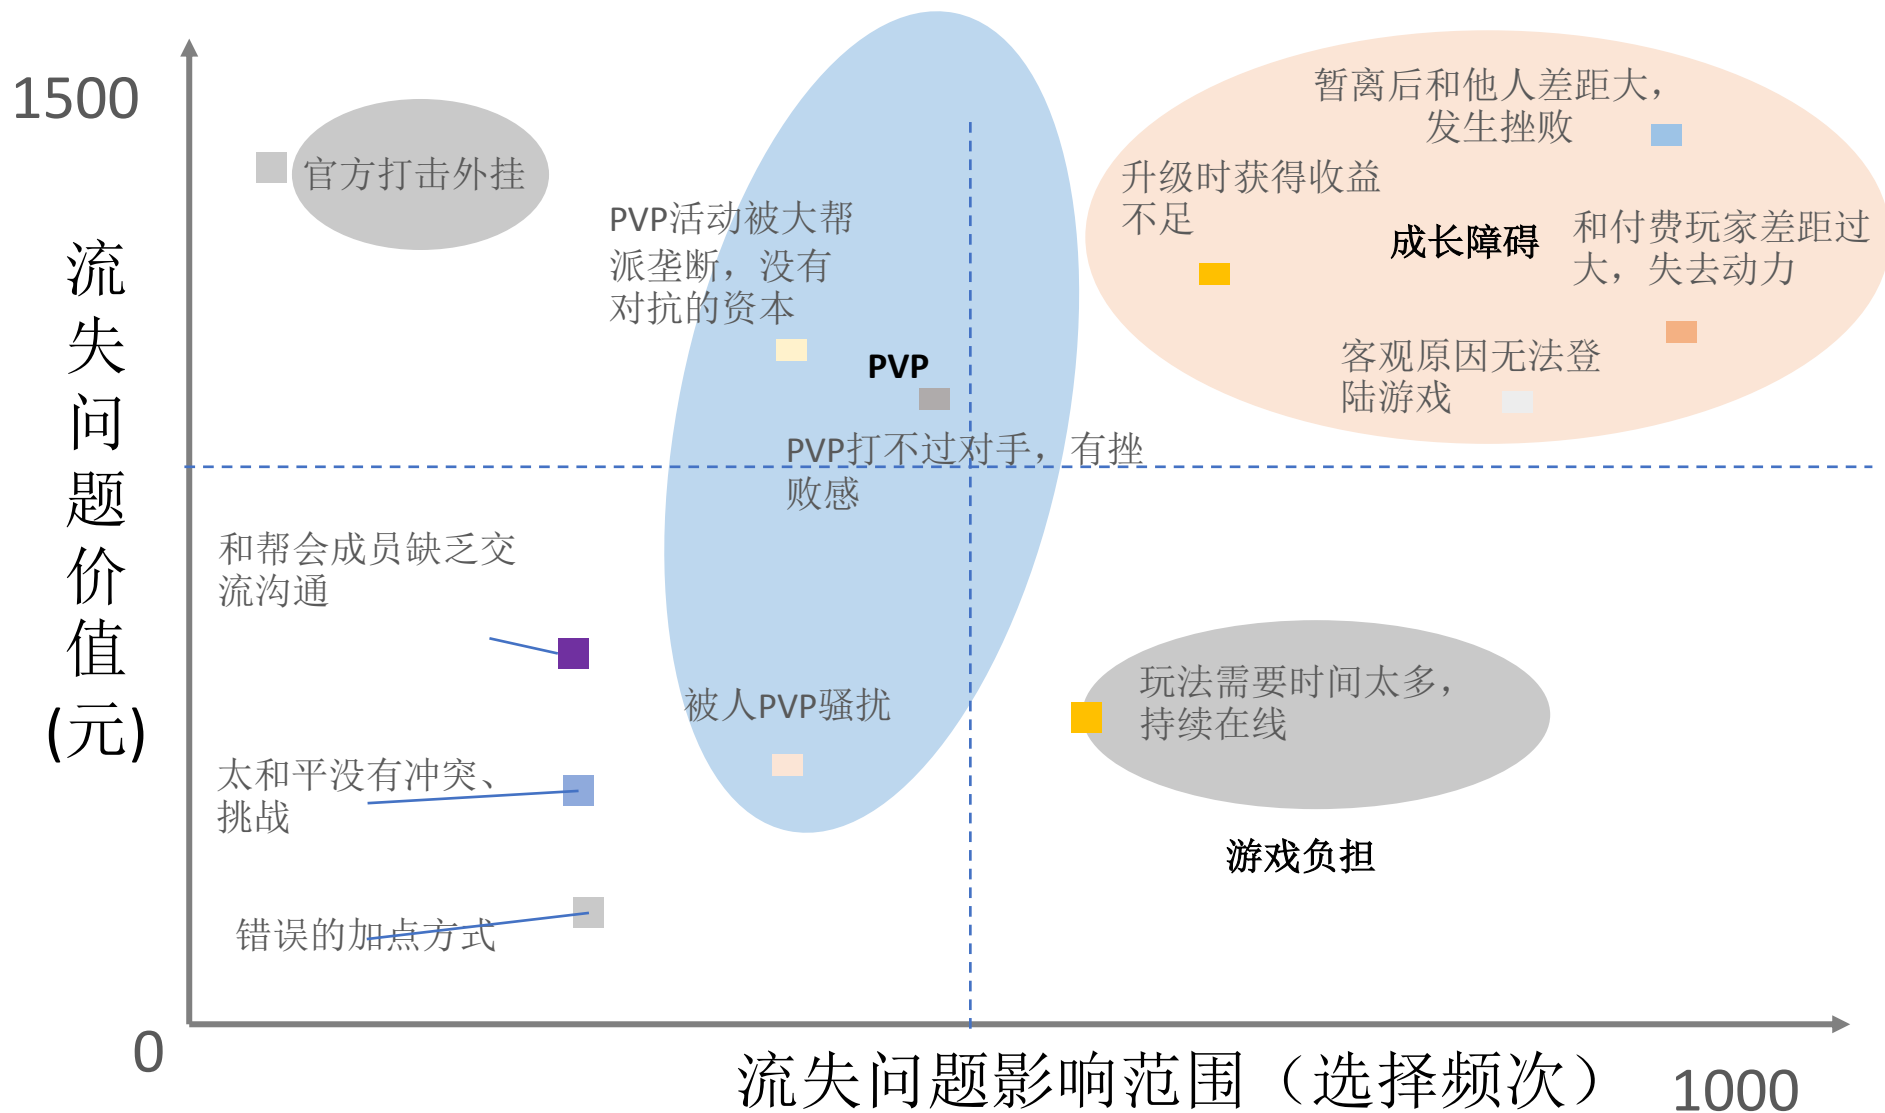 1500
流
失
问
题
价
值
(元)
0
官方打击外挂
PVP活动被大帮
派垄断，没有
对抗的资本
PVP
PVP打不过对手，有挫
败感
暂离后和他人差距大，
发生挫败
升级时获得收益
不足
成长障碍
和付费玩家差距过
大，失去动力
客观原因无法登
陆游戏
和帮会成员缺乏交
流沟通
被人PVP骚扰
玩法需要时间太多，
持续在线
太和平没有冲突、
挑战
游戏负担
错误的加点方式
流失问题影响范围（选择频次）
1000